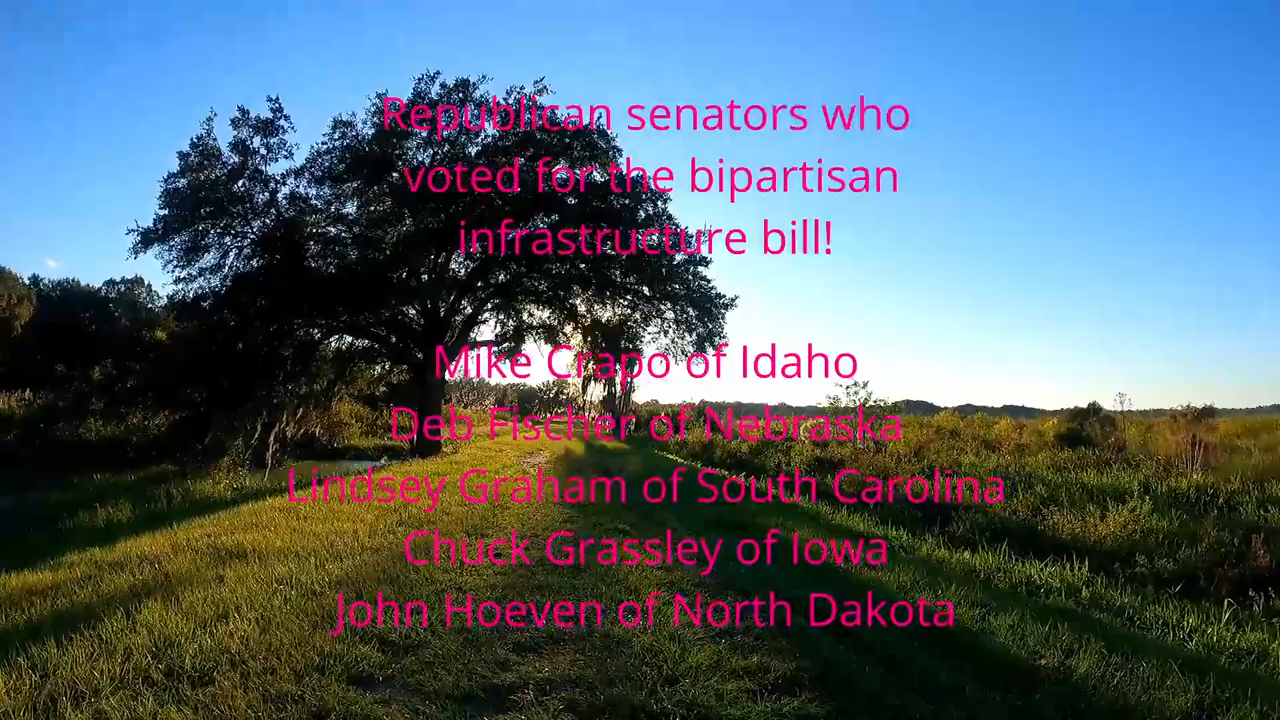 Republican senators who
voted for the bipartisan
infrastructure bill!
Mike Crapo of Idaho
Deb Fischer of Nebraska
Lindsey Graham of South Carolina
Chuck Grassley of Iowa
John Hoeven of North Dakota